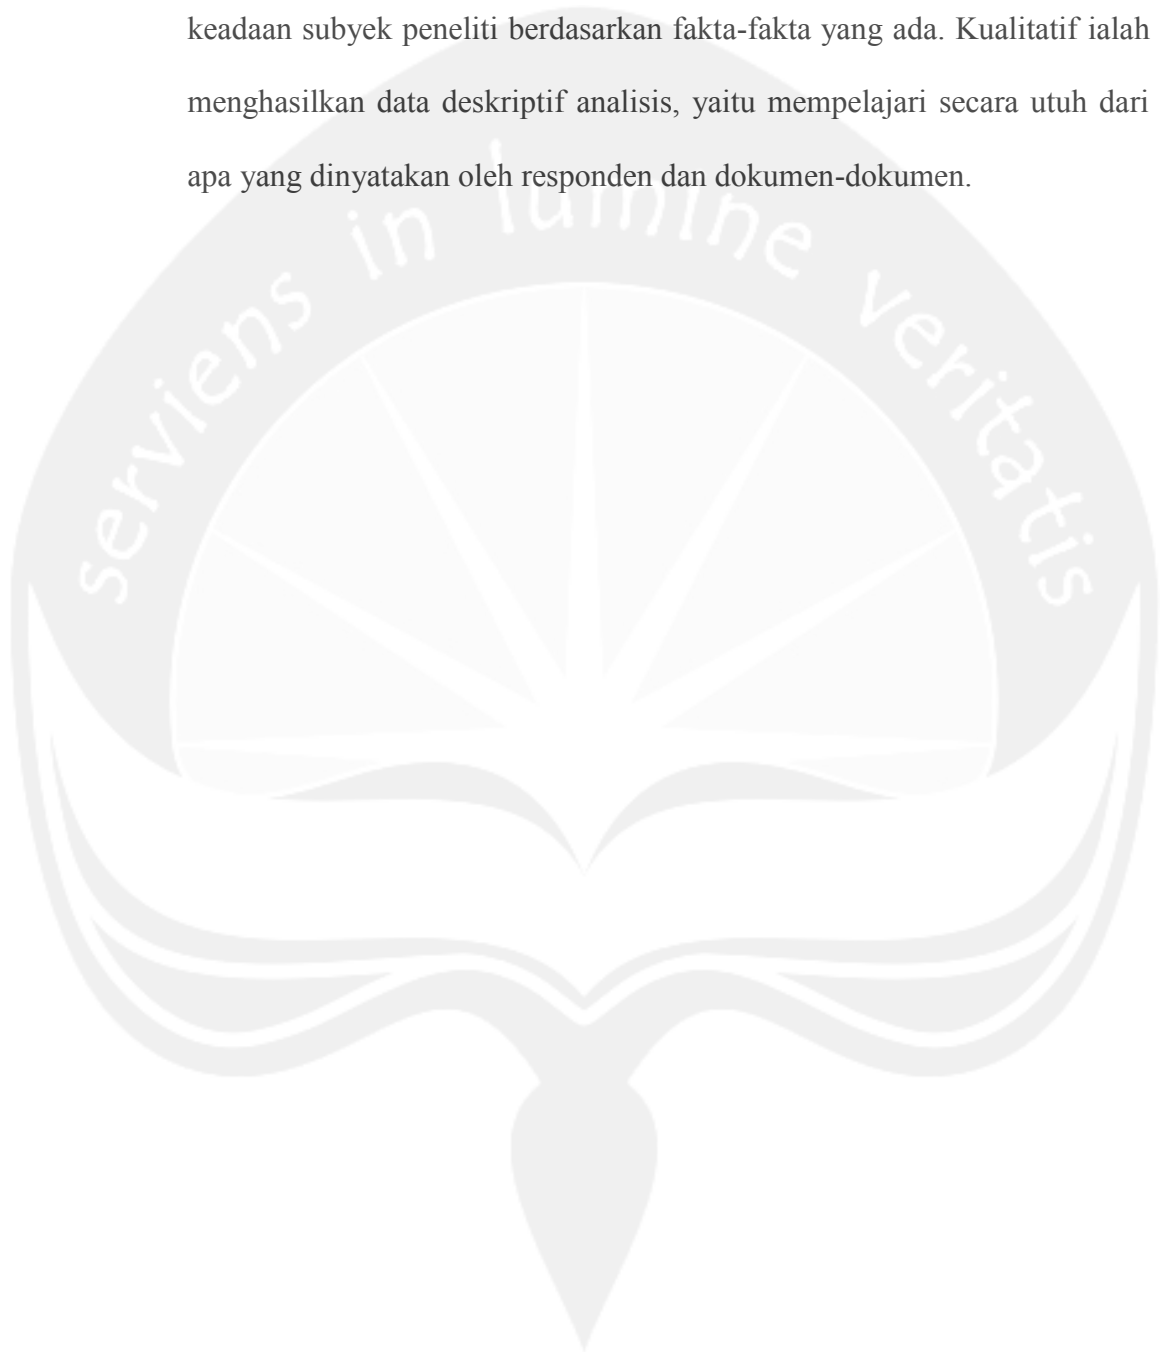 keadaan subyek peneliti berdasarkan fakta-fakta yang ada. Kualitatif ialah
menghasilkan data deskriptif analisis, yaitu mempelajari secara utuh dari
apa yang dinyatakan oleh responden dan dokumen-dokumen.
serviens in lumine veritatis